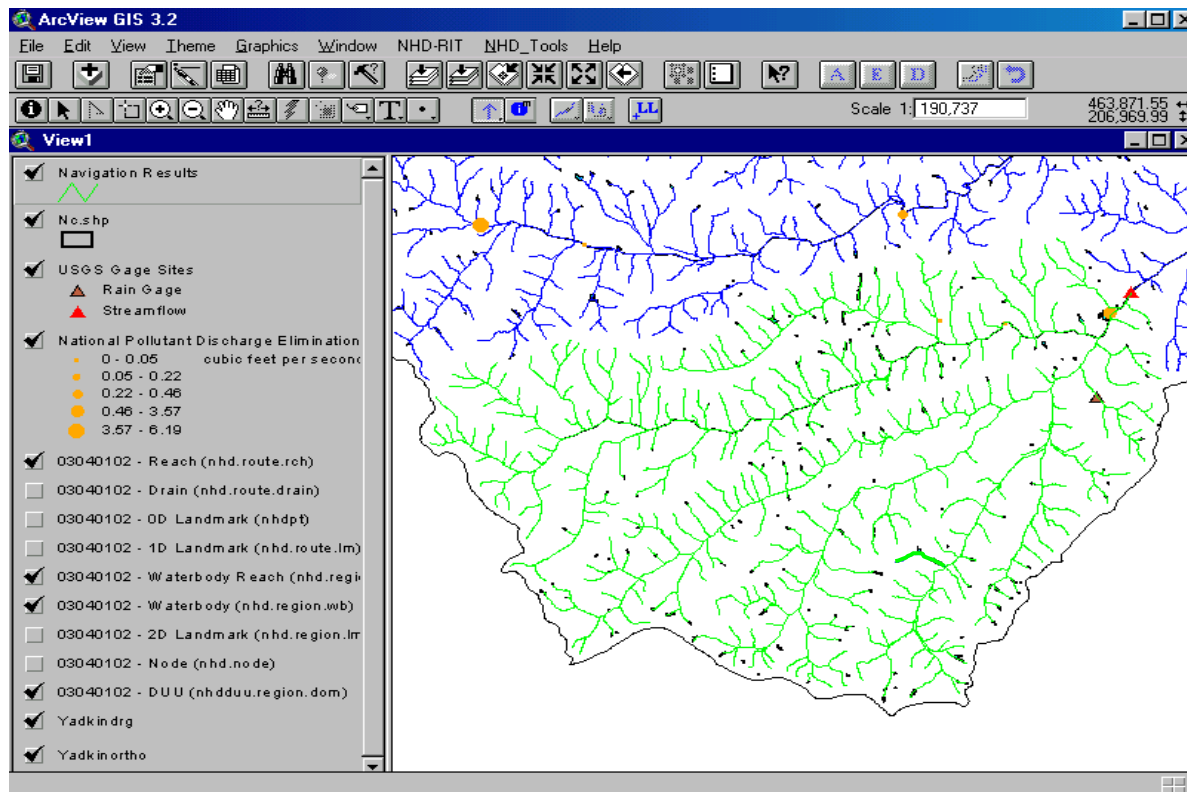 ArcView GIS 3.2
File Edit View Theme Graphics Window NHD-RIT NHD_Tools Help
A E D
T
+LL
Scale 1: 190,737
463,871.55
206,969.99
View1
Navigation Results
Nc.shp
USGS Gage Sites
Rain Gage
Streamflow
National Pollutant Discharge Elimination
0 - 0.05 cubic feet per second
0.05 - 0.22
0.22 - 0.46
0.46 - 3.57
3.57 - 6.19
03040102 - Reach (nhd.route.rch)
03040102 - Drain (nhd.route.drain)
03040102 - 0D Landmark (nhdpt)
03040102 - 1D Landmark (nhd.route.lm)
03040102 - Waterbody Reach (nhd.regi
03040102 - Waterbody (nhd.region.wb)
03040102 - 2D Landmark (nhd.region.lm
03040102 - Node (nhd.node)
03040102 - DUU (nhdduu.region.dom)
Yadkindrg
Yadkinortho